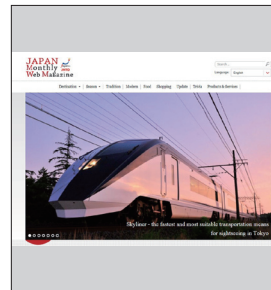 JAPAN
Monthly
Web Magazine
Search...
Language English
Destination Season Tradition Modern Food Shopping Update Trivia Products & Services
Skyliner - the fastest and most suitable transportation means
for sightseeing in Tokyo